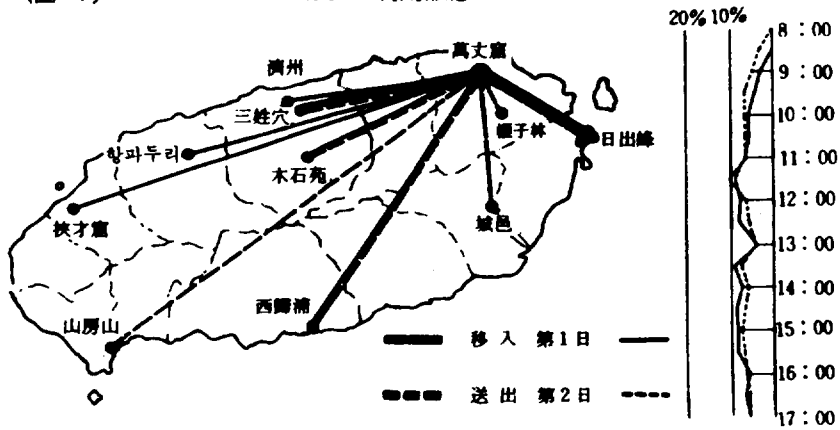 20% 10%
8 : 00
9 : 00
10 : 00
11 : 00
12 : 00
13 : 00
14 : 00
15 : 00
16 : 00
17 : 00
萬丈窟
濟州
三姓穴
榧子林
日出峰
항파두리
木石苑
挾才窟
城邑
山房山
西歸浦
移入 第1日
送出 第2日